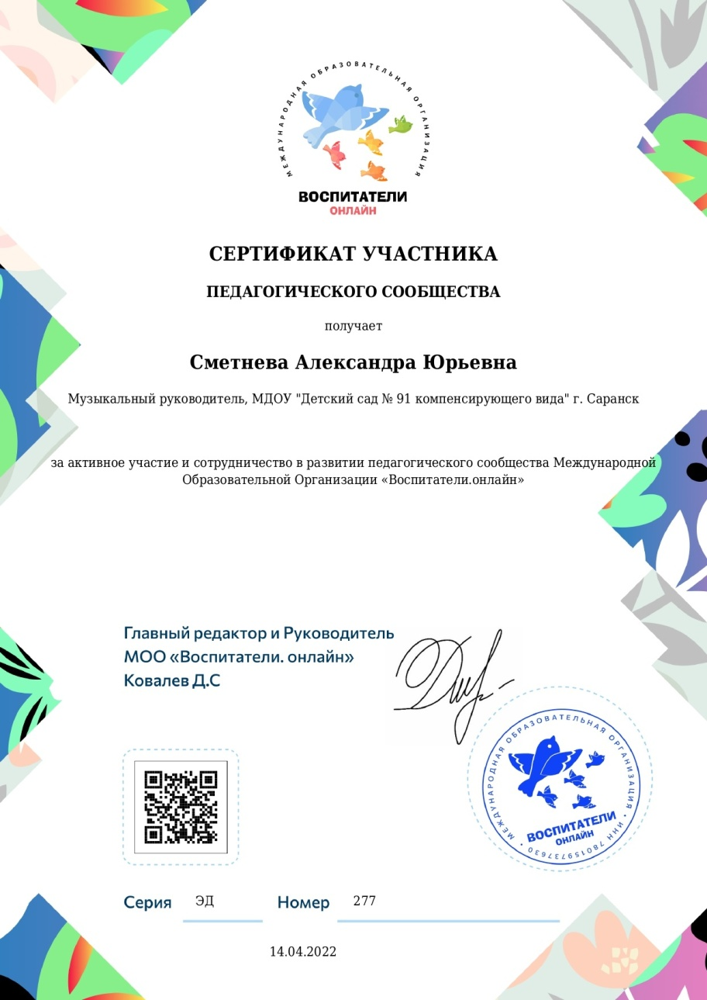 МЕЖДУНАРОДНАЯ ОБРАЗОВАТЕЛЬНАЯ ОРГАНИЗАЦИЯ
ВОСПИТАТЕЛИ
ОНЛАЙН
СЕРТИФИКАТ УЧАСТНИКА
ПЕДАГОГИЧЕСКОГО СООБЩЕСТВА
получает
Сметнева Александра Юрьевна
Музыкальный руководитель, МДОУ "Детский сад № 91 компенсирующего вида" г. Саранск
за активное участие и сотрудничество в развитии педагогического сообщества Международной
Образовательной Организации «Воспитатели.онлайн»
Главный редактор и Руководитель
МОО «Воспитатели. онлайн»
Ковалев Д.С
МЕЖДУНАРОДНАЯ ОБРАЗОВАТЕЛЬНАЯ ОРГАНИЗАЦИЯ • ИНН 7801597363​0 •
ВОСПИТАТЕЛИ
ОНЛАЙН
Серия ЭД Номер 277
14.04.2022